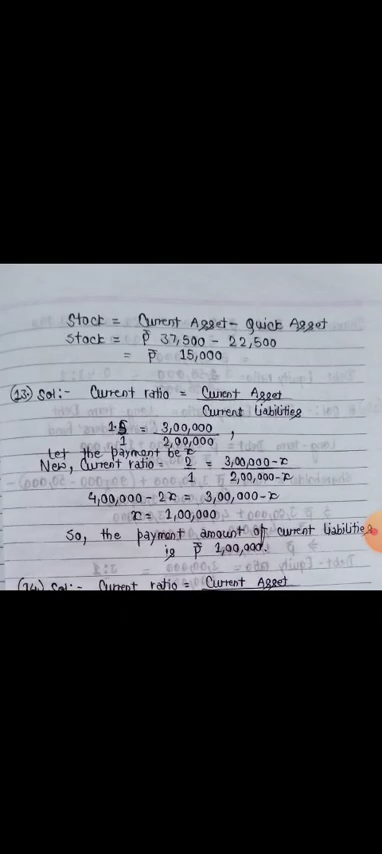 Stock = Current Asset - Quick Asset
Stock = ₹ 37,500 - 22,500
= ₹ 15,000
(13.) Sol:- Current ratio = Current Asset
Current Liabilities
1.5 = 3,00,000
1 2,00,000 ,
Let the payment be x
New, Current ratio = 2 = 3,00,000-x
1 2,00,000-x
4,00,000 - 2x = 3,00,000-x
x = 1,00,000
So, the payment amount of current liabilities
is ₹ 1,00,000.
(14.) Sol:- Current ratio = Current Asset